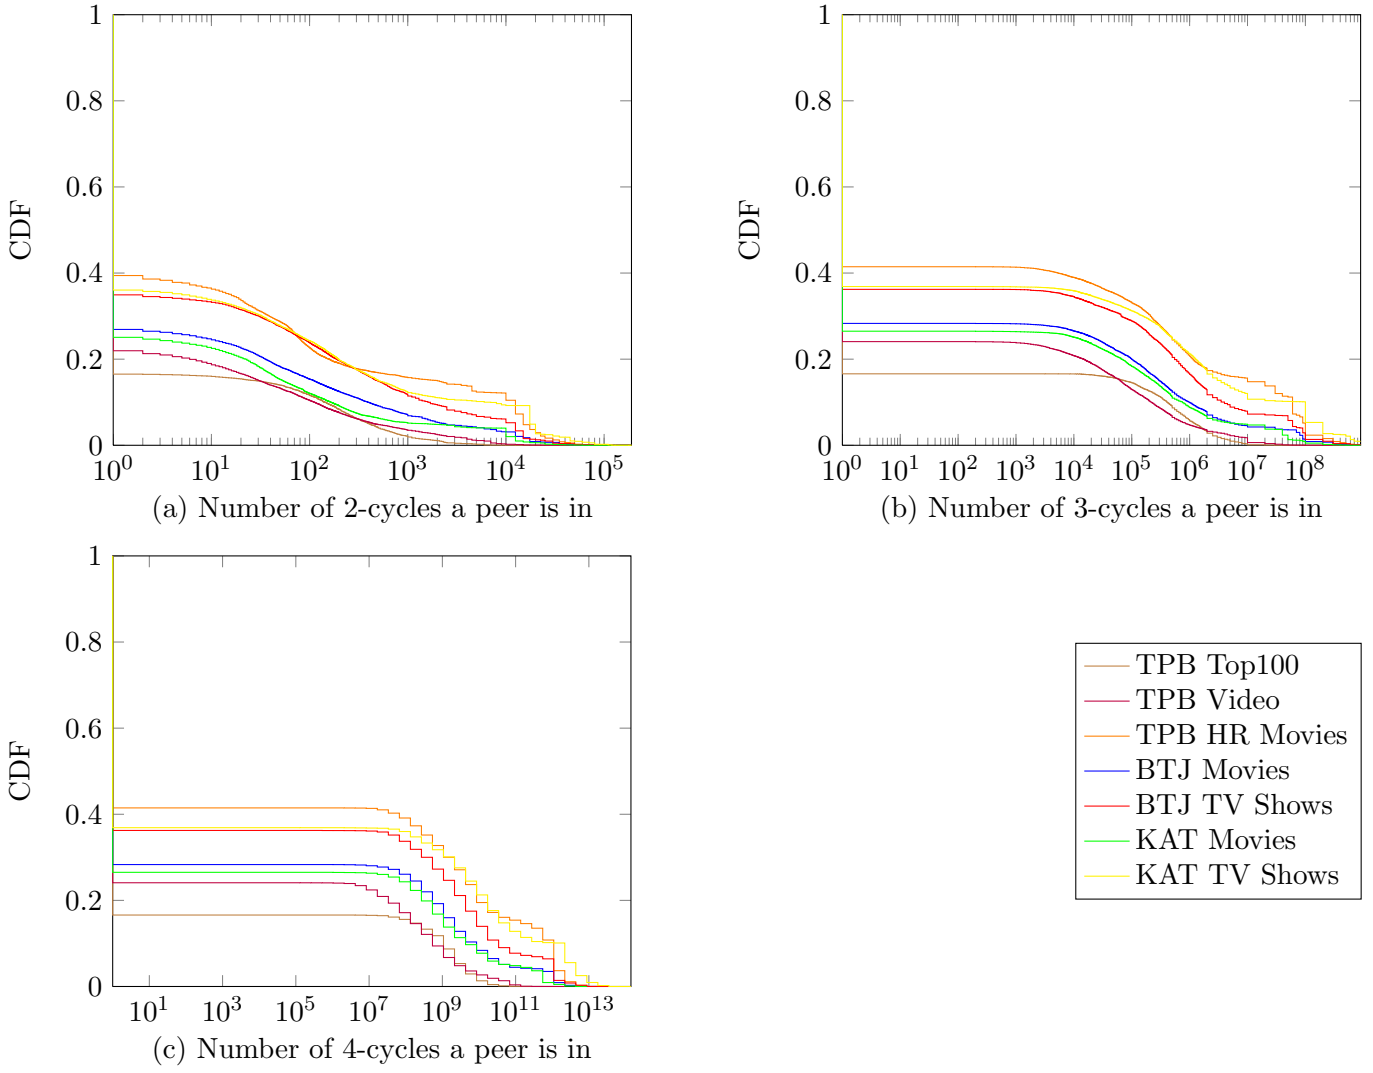 1
0.8
0.6
0.4
0.2
0
CDF
10^0 10^1 10^2 10^3 10^4 10^5
(a) Number of 2-cycles a peer is in
1
0.8
0.6
0.4
0.2
0
CDF
10^0 10^1 10^2 10^3 10^4 10^5 10^6 10^7 10^8
(b) Number of 3-cycles a peer is in
1
0.8
0.6
0.4
0.2
0
CDF
10^1 10^3 10^5 10^7 10^9 10^11 10^13
(c) Number of 4-cycles a peer is in
TPB Top100
TPB Video
TPB HR Movies
BTJ Movies
BTJ TV Shows
KAT Movies
KAT TV Shows